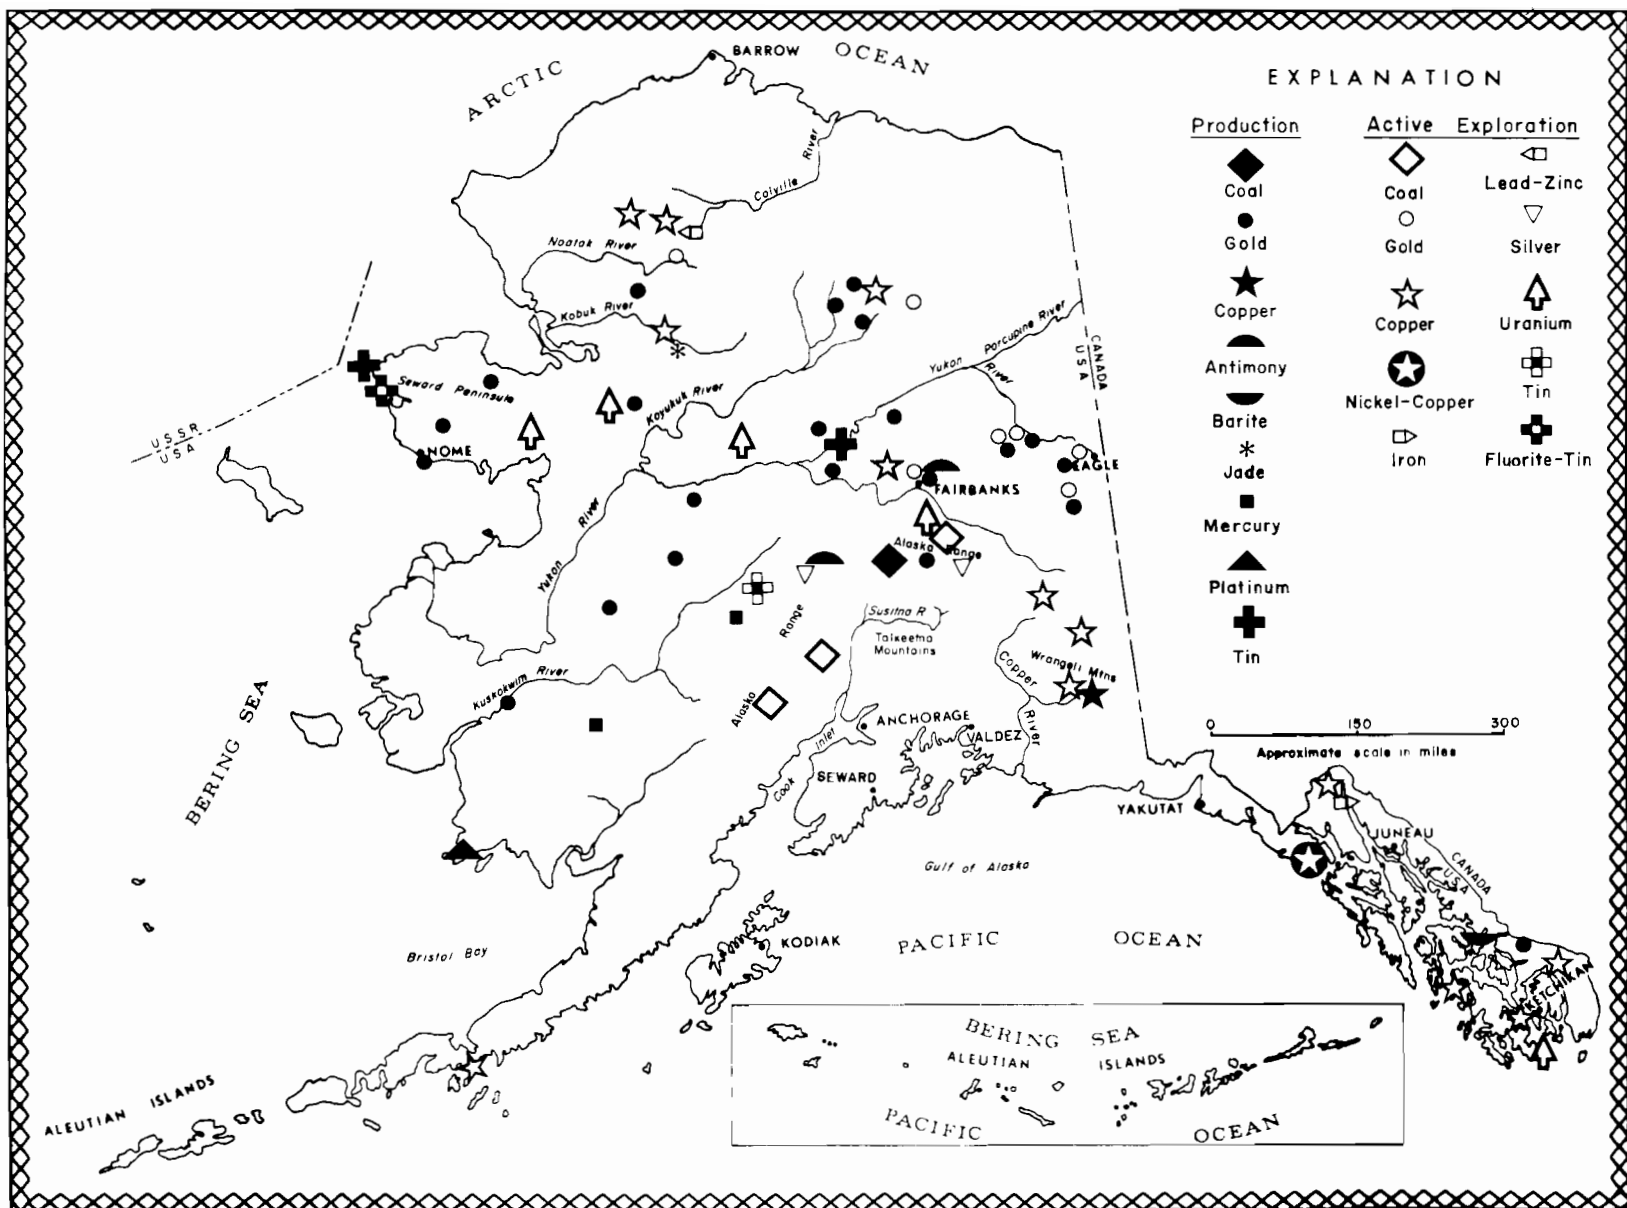 BARROW
ARCTIC OCEAN
EXPLANATION
Production
Active Exploration
Coal
Gold
Copper
Antimony
Barite
Jade
Mercury
Platinum
Tin
Coal
Gold
Copper
Nickel-Copper
Iron
Lead-Zinc
Silver
Uranium
Tin
Fluorite-Tin
0 150 300
Approximate scale in miles
Colville River
Noatak River
Kobuk River
Koyukuk River
Yukon River
Porcupine River
CANADA
USA
USSR
USA
Seward Peninsula
NOME
EAGLE
FAIRBANKS
Yukon River
Alaska Range
Susitna R
Talkeetna
Mountains
Alaska Range
Kuskokwim River
Copper River
Wrangell Mtns
ANCHORAGE
VALDEZ
Cook Inlet
SEWARD
YAKUTAT
JUNEAU
CANADA
USA
KETCHIKAN
BERING SEA
Gulf of Alaska
Bristol Bay
KODIAK
PACIFIC OCEAN
ALEUTIAN ISLANDS
BERING SEA
ALEUTIAN ISLANDS
PACIFIC OCEAN